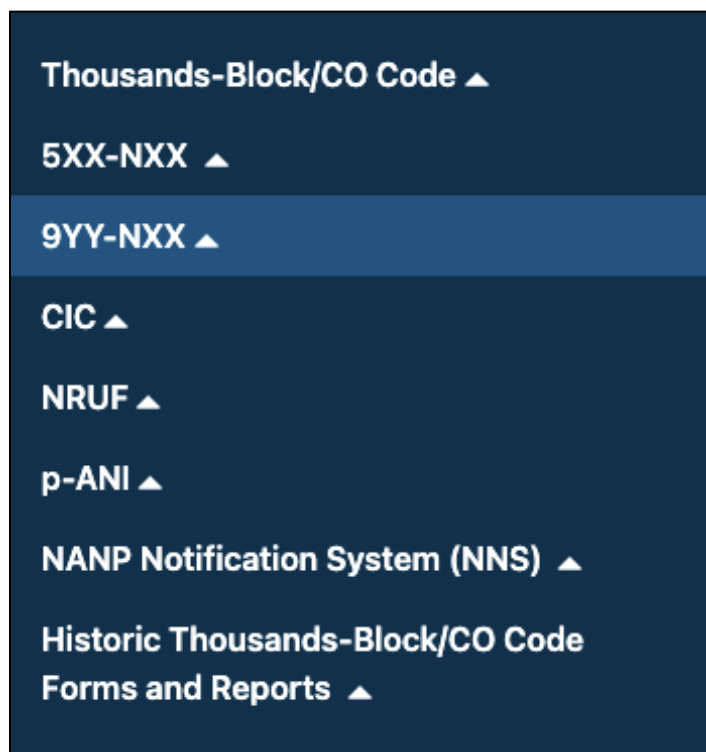 Thousands-Block/CO Code
5XX-NXX
9YY-NXX
CIC
NRUF
p-ANI
NANP Notification System (NNS)
Historic Thousands-Block/CO Code
Forms and Reports